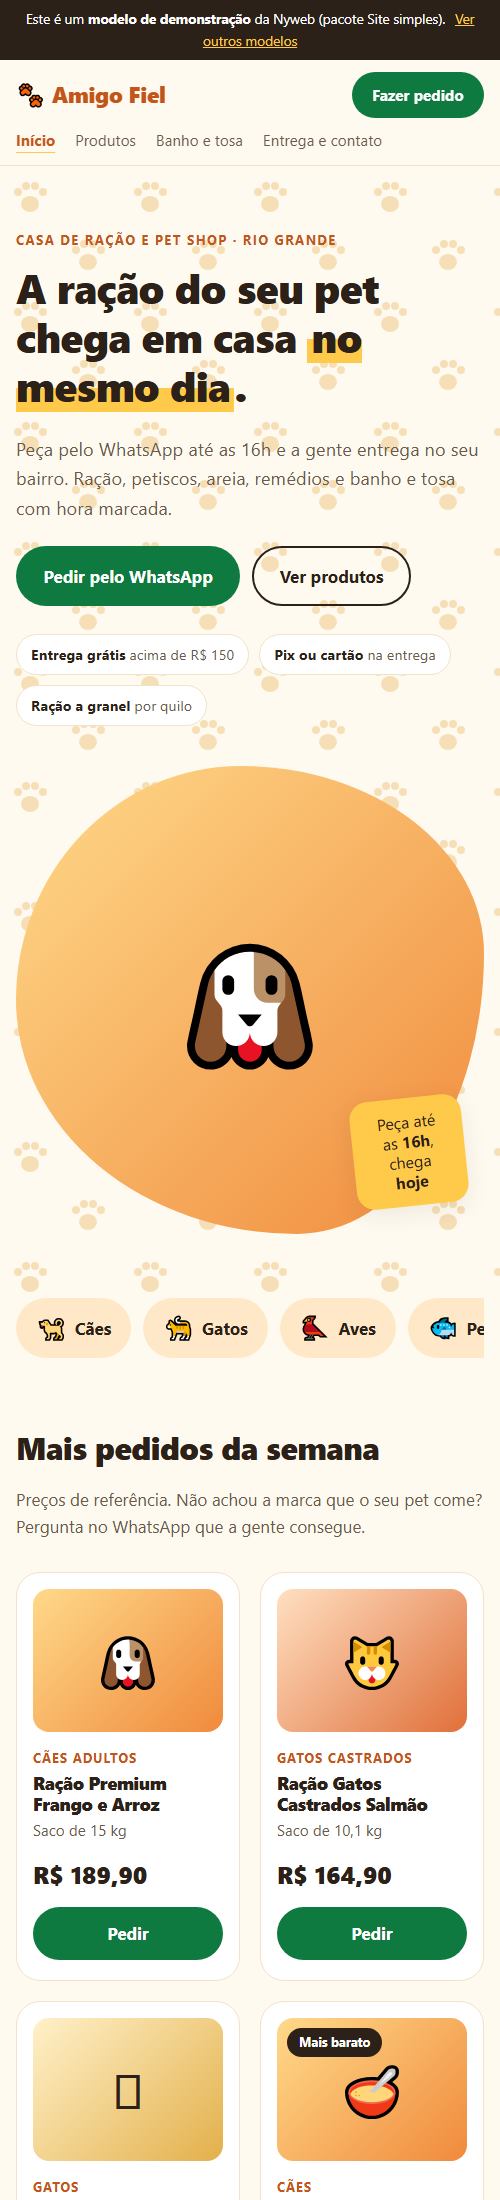 Este é um modelo de demonstração da Nyweb (pacote Site simples). Ver
outros modelos
Amigo Fiel
Fazer pedido
Início Produtos Banho e tosa Entrega e contato
CASA DE RAÇÃO E PET SHOP · RIO GRANDE
A ração do seu pet
chega em casa no
mesmo dia.
Peça pelo WhatsApp até as 16h e a gente entrega no seu
bairro. Ração, petiscos, areia, remédios e banho e tosa
com hora marcada.
Pedir pelo WhatsApp
Ver produtos
Entrega grátis acima de R$ 150
Pix ou cartão na entrega
Ração a granel por quilo
Peça até
as 16h,
chega
hoje
Cães
Gatos
Aves
Pe
Mais pedidos da semana
Preços de referência. Não achou a marca que o seu pet come?
Pergunta no WhatsApp que a gente consegue.
CÃES ADULTOS
Ração Premium
Frango e Arroz
Saco de 15 kg
R$ 189,90
Pedir
GATOS CASTRADOS
Ração Gatos
Castrados Salmão
Saco de 10,1 kg
R$ 164,90
Pedir
GATOS
Mais barato
CÃES